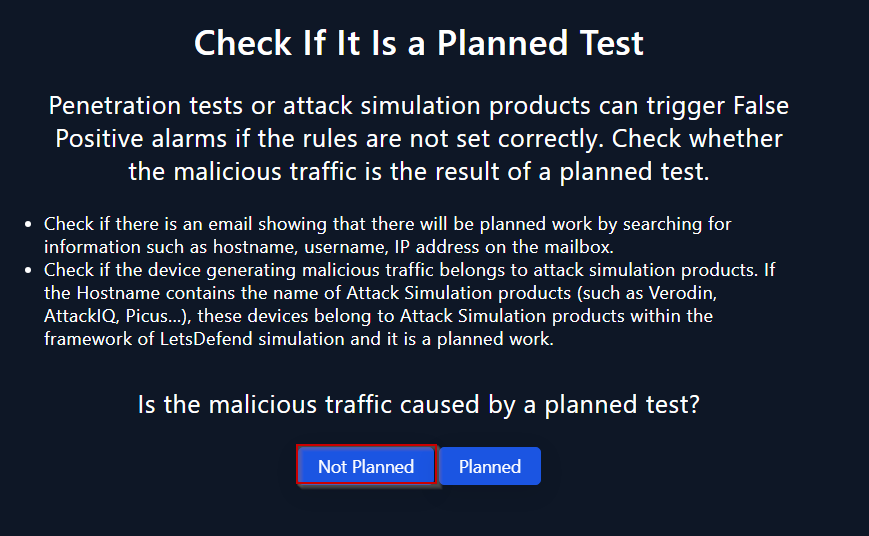 Check If It Is a Planned Test
Penetration tests or attack simulation products can trigger False
Positive alarms if the rules are not set correctly. Check whether
the malicious traffic is the result of a planned test.
• Check if there is an email showing that there will be planned work by searching for
information such as hostname, username, IP address on the mailbox.
• Check if the device generating malicious traffic belongs to attack simulation products. If
the Hostname contains the name of Attack Simulation products (such as Verodin,
AttackIQ, Picus...), these devices belong to Attack Simulation products within the
framework of LetsDefend simulation and it is a planned work.
Is the malicious traffic caused by a planned test?
Not Planned Planned